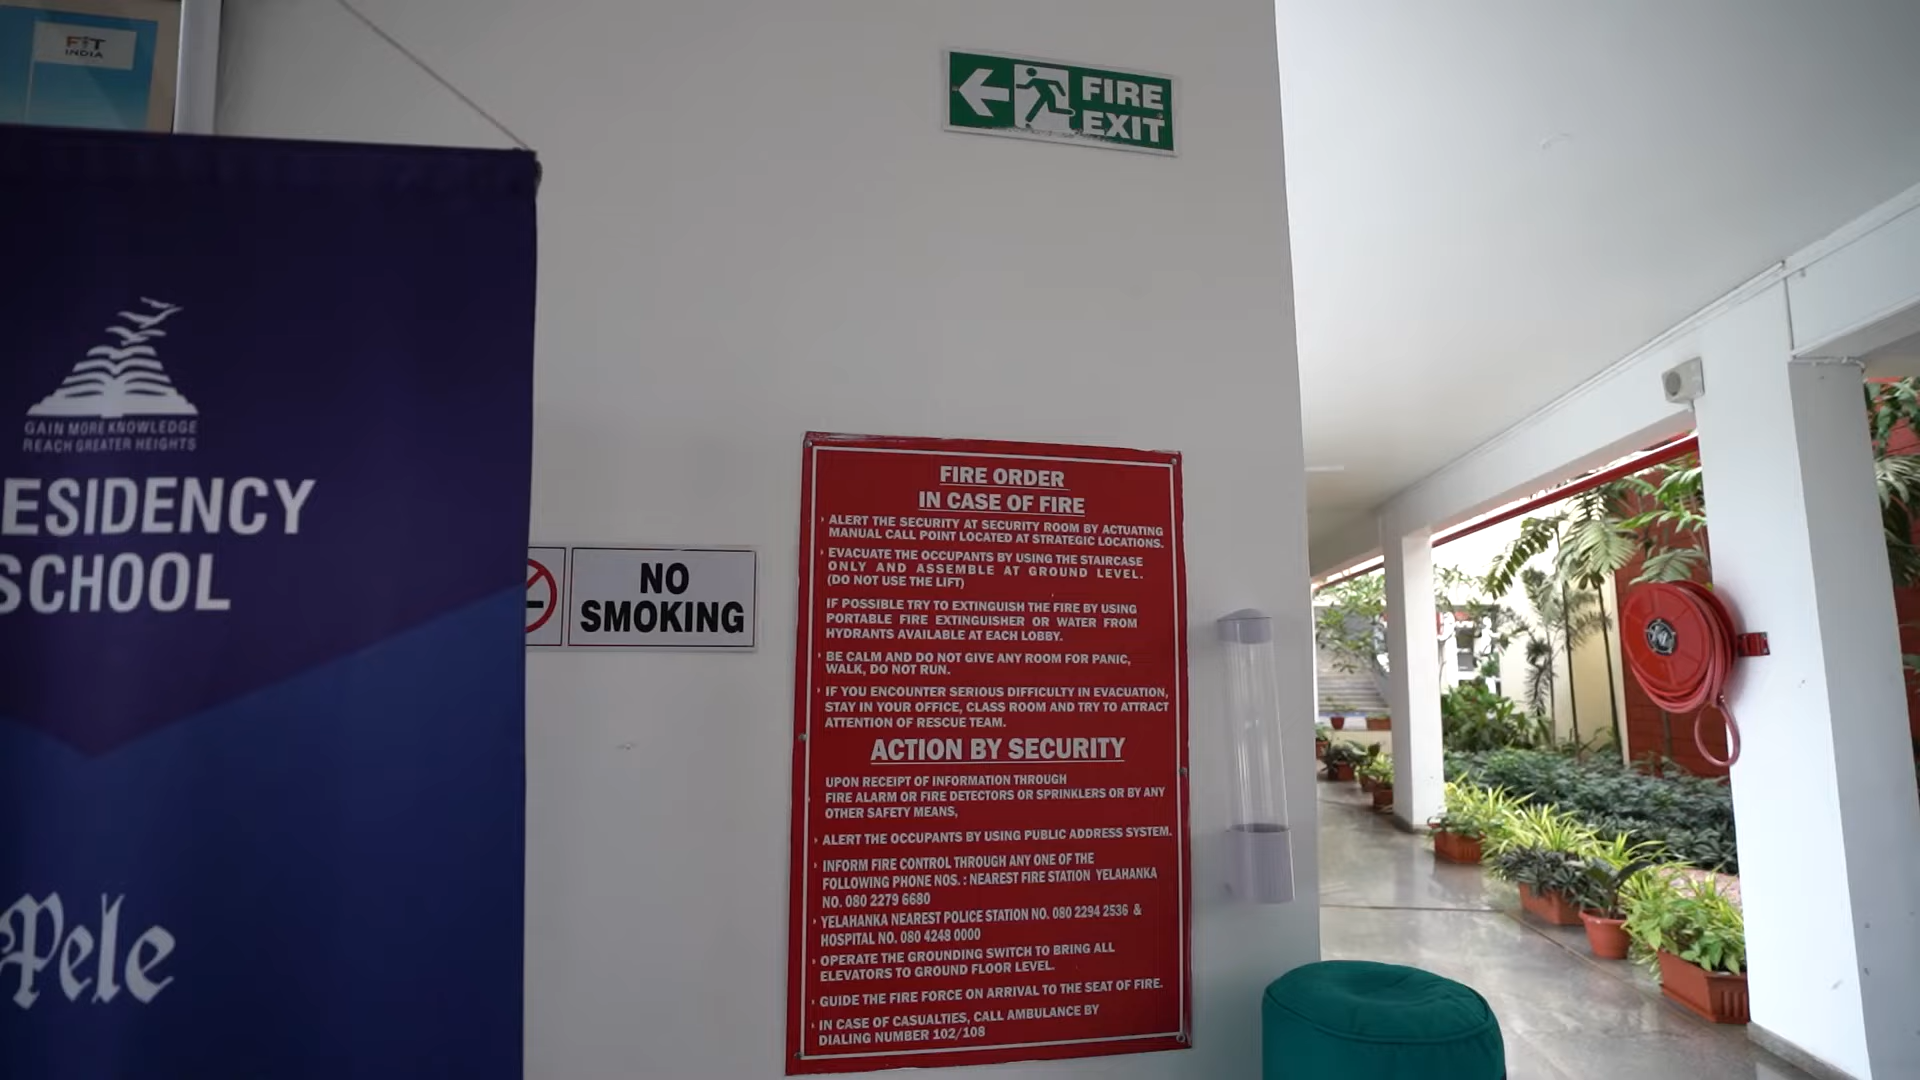 FIT
INDIA
FIRE
EXIT
GAIN MORE KNOWLEDGE
REACH GREATER HEIGHTS
ESIDENCY
SCHOOL
Pele
NO
SMOKING
FIRE ORDER
IN CASE OF FIRE
ALERT THE SECURITY AT SECURITY ROOM BY ACTUATING
MANUAL CALL POINT LOCATED AT STRATEGIC LOCATIONS.
EVACUATE THE OCCUPANTS BY USING THE STAIRCASE
ONLY AND ASSEMBLE AT GROUND LEVEL.
(DO NOT USE THE LIFT)
IF POSSIBLE TRY TO EXTINGUISH THE FIRE BY USING
PORTABLE FIRE EXTINGUISHER OR WATER FROM
HYDRANTS AVAILABLE AT EACH LOBBY.
BE CALM AND DO NOT GIVE ANY ROOM FOR PANIC,
WALK, DO NOT RUN.
IF YOU ENCOUNTER SERIOUS DIFFICULTY IN EVACUATION,
STAY IN YOUR OFFICE, CLASS ROOM AND TRY TO ATTRACT
ATTENTION OF RESCUE TEAM.
ACTION BY SECURITY
UPON RECEIPT OF INFORMATION THROUGH
FIRE ALARM OR FIRE DETECTORS OR SPRINKLERS OR BY ANY
OTHER SAFETY MEANS,
ALERT THE OCCUPANTS BY USING PUBLIC ADDRESS SYSTEM.
INFORM FIRE CONTROL THROUGH ANY ONE OF THE
FOLLOWING PHONE NOS. : NEAREST FIRE STATION YELAHANKA
NO. 080 2279 6680
YELAHANKA NEAREST POLICE STATION NO. 080 2294 2536 &
HOSPITAL NO. 080 4248 0000
OPERATE THE GROUNDING SWITCH TO BRING ALL
ELEVATORS TO GROUND FLOOR LEVEL.
GUIDE THE FIRE FORCE ON ARRIVAL TO THE SEAT OF FIRE.
IN CASE OF CASUALTIES, CALL AMBULANCE BY
DIALING NUMBER 102/108